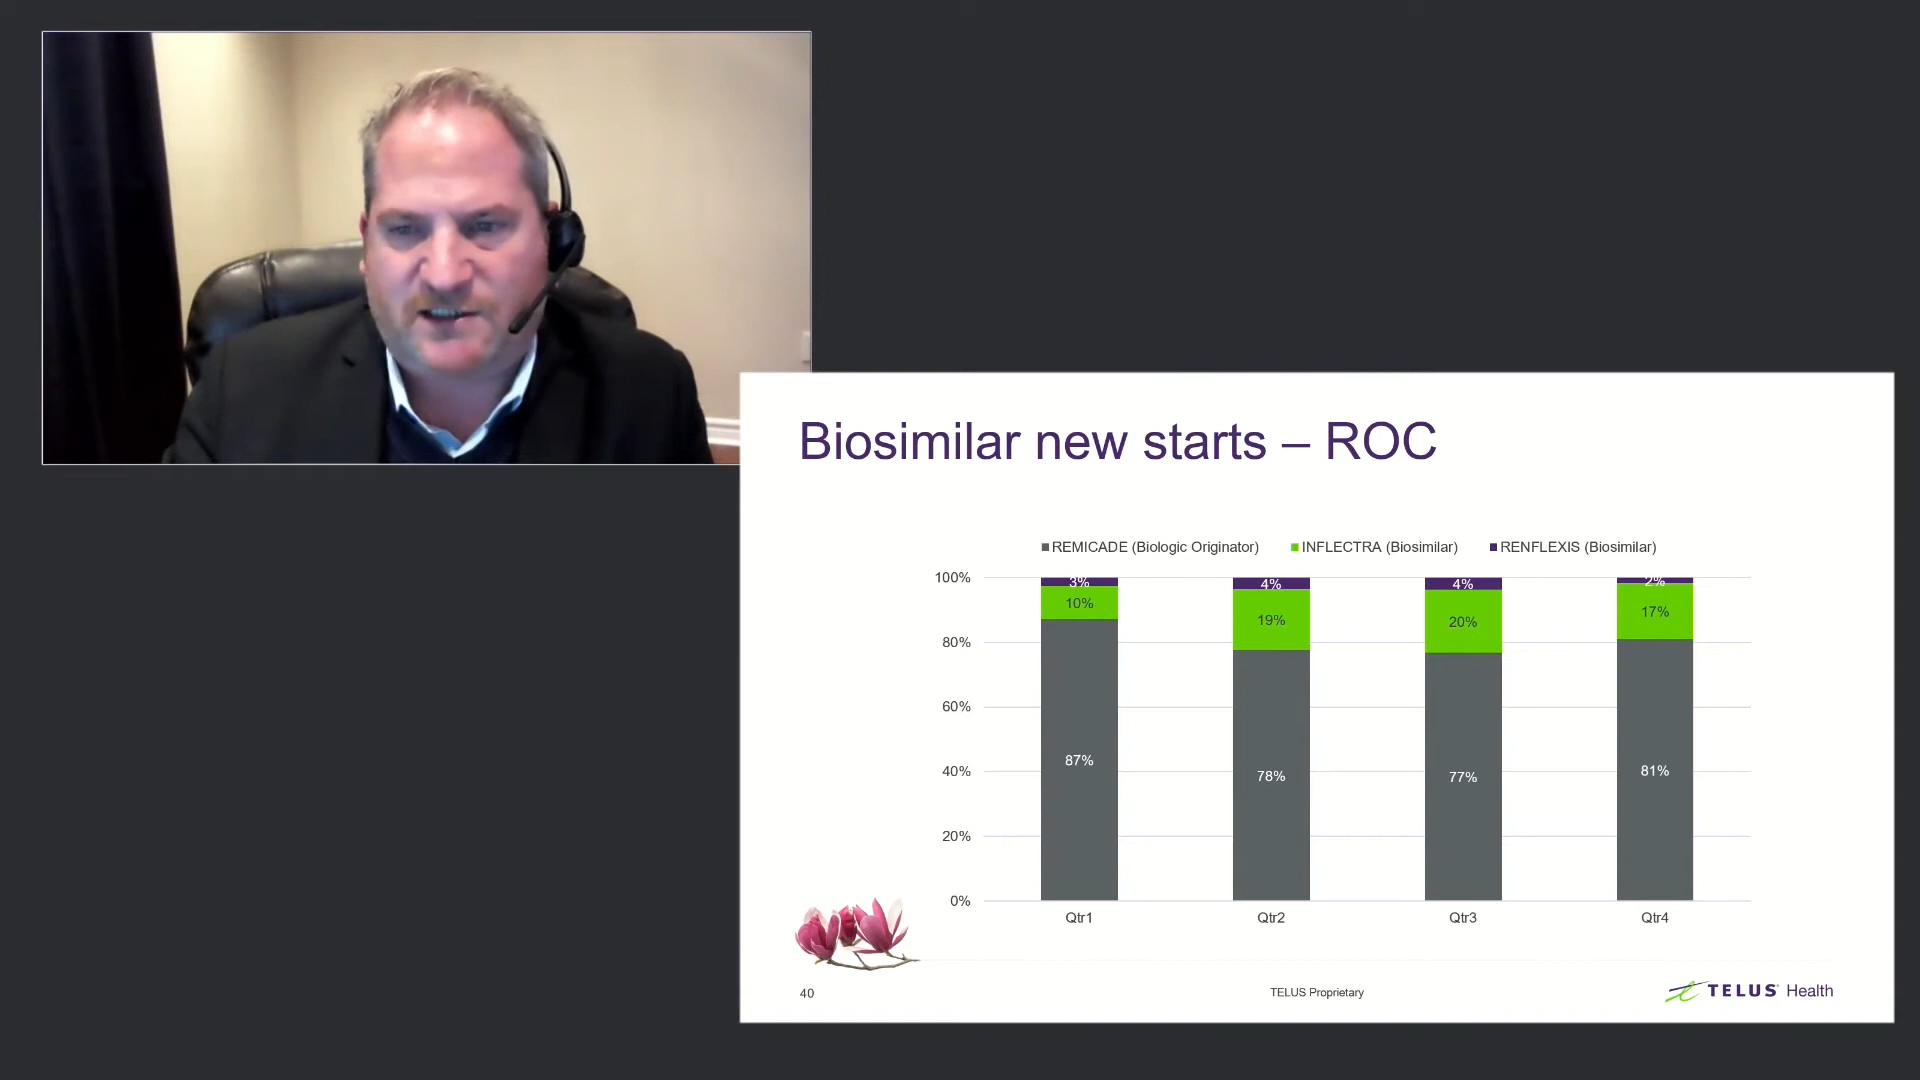 Biosimilar new starts – ROC
REMICADE (Biologic Originator) INFLECTRA (Biosimilar) RENFLEXIS (Biosimilar)
100%
80%
60%
40%
20%
0%
3% 4% 4% 2%
10% 19% 20% 17%
87% 78% 77% 81%
Qtr1 Qtr2 Qtr3 Qtr4
40 TELUS Proprietary TELUS Health